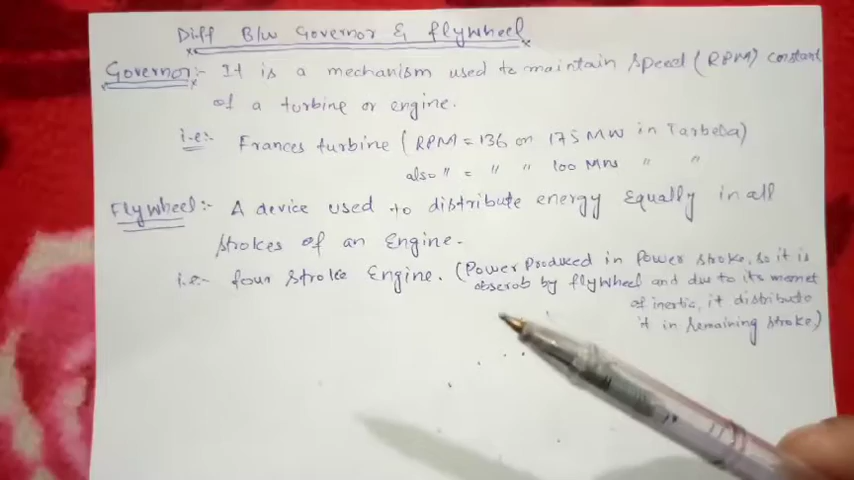 Diff B/w Governor & flywheel
Governor:- It is a mechanism used to maintain speed (RPM) constant
of a turbine or engine.
i.e:- Frances turbine (RPM = 136 on 175 MW in Tarbela)
also " = " " 100 MW " "
Flywheel:- A device used to distribute energy Equally in all
strokes of an Engine.
i.e- four stroke Engine. (Power Produced in Power stroke, so it is
obserob by flywheel and due to its momet
of inertia, it distribute
it in remaining stroke)